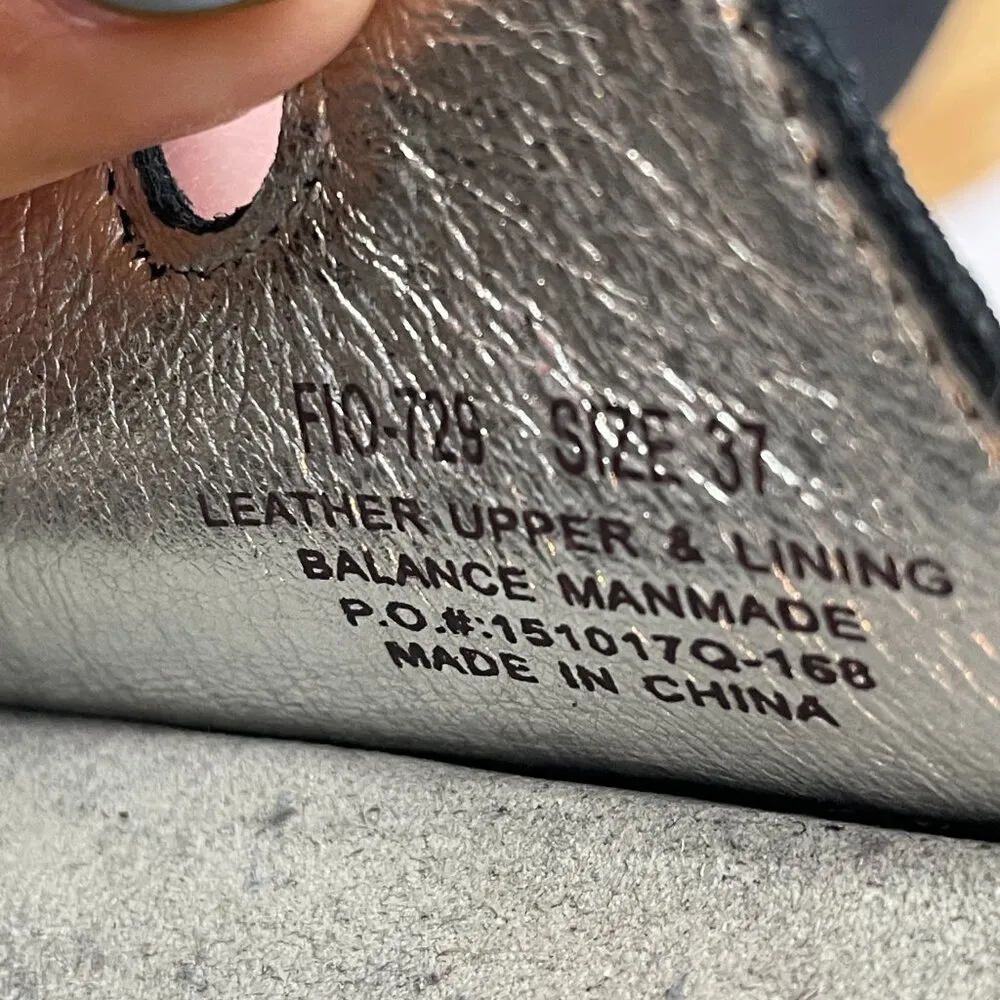 FIO-729 SIZE 37
LEATHER UPPER & LINING
BALANCE MANMADE
P.O.#:151017Q-168
MADE IN CHINA